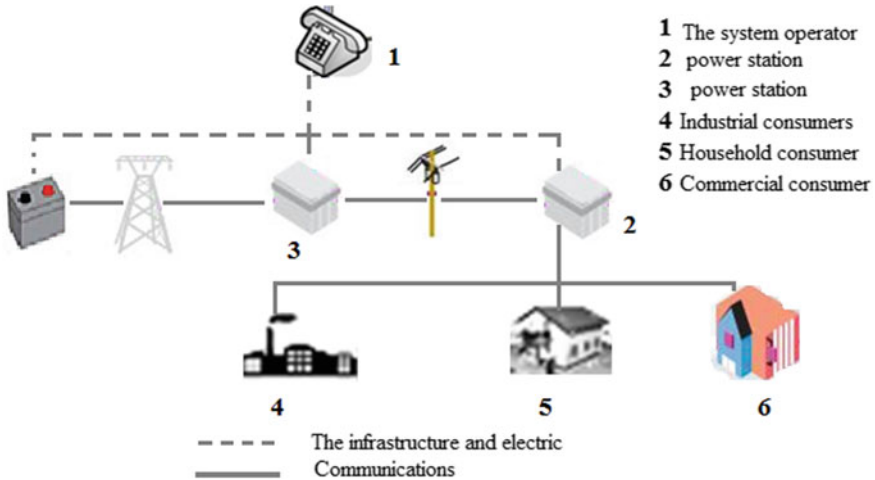 1
1 The system operator
2 power station
3 power station
4 Industrial consumers
5 Household consumer
6 Commercial consumer
3
2
4
5
6
The infrastructure and electric
Communications